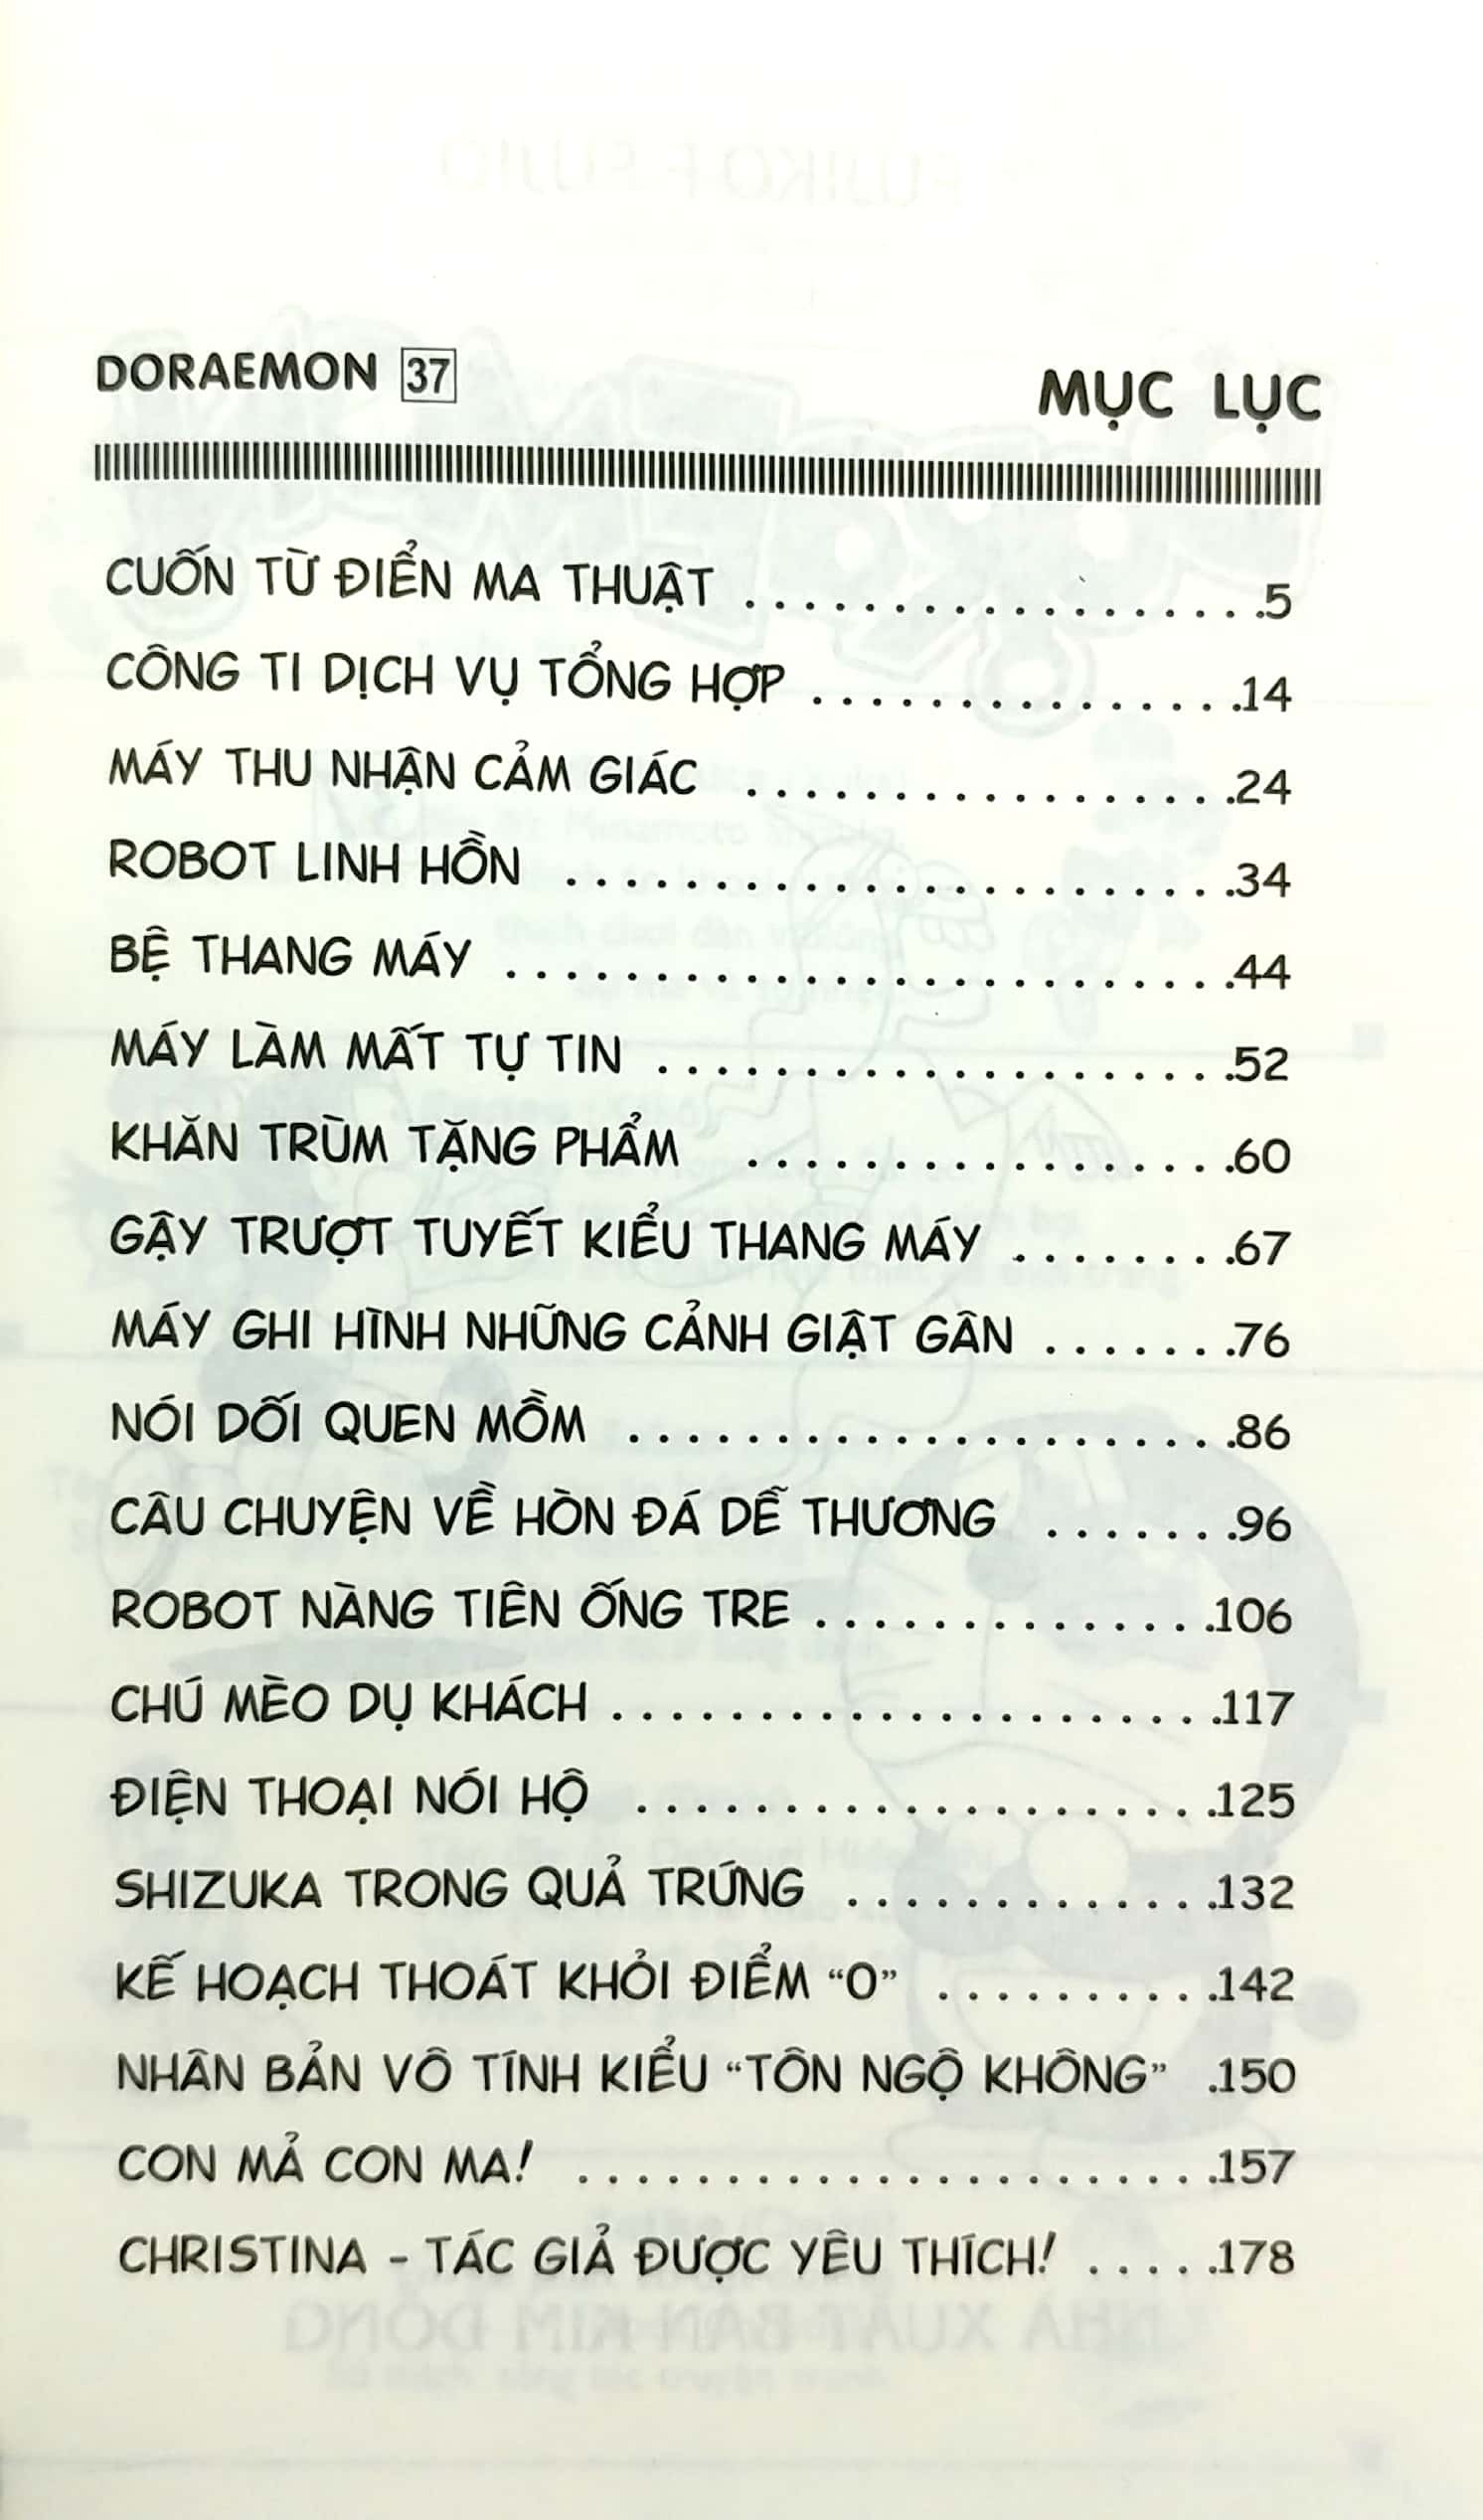 DORAEMON 37
MỤC LỤC
CUỐN TỪ ĐIỂN MA THUẬT . . . . . . . . . . . . . . . . . .5
CÔNG TI DỊCH VỤ TỔNG HỢP . . . . . . . . . . . . . . .14
MÁY THU NHẬN CẢM GIÁC . . . . . . . . . . . . . . . . .24
ROBOT LINH HỒN . . . . . . . . . . . . . . . . . . . . . . .34
BỆ THANG MÁY . . . . . . . . . . . . . . . . . . . . . . . . .44
MÁY LÀM MẤT TỰ TIN . . . . . . . . . . . . . . . . . . . .52
KHĂN TRÙM TẶNG PHẨM . . . . . . . . . . . . . . . . .60
GẬY TRƯỢT TUYẾT KIỂU THANG MÁY . . . . . . . .67
MÁY GHI HÌNH NHỮNG CẢNH GIẬT GÂN . . . . . . .76
NÓI DỐI QUEN MỒM . . . . . . . . . . . . . . . . . . . . .86
CÂU CHUYỆN VỀ HÒN ĐÁ DỄ THƯƠNG . . . . . . .96
ROBOT NÀNG TIÊN ỐNG TRE . . . . . . . . . . . . . .106
CHÚ MÈO DỤ KHÁCH . . . . . . . . . . . . . . . . . . . . .117
ĐIỆN THOẠI NÓI HỘ . . . . . . . . . . . . . . . . . . . .125
SHIZUKA TRONG QUẢ TRỨNG . . . . . . . . . . . . .132
KẾ HOẠCH THOÁT KHỎI ĐIỂM “0” . . . . . . . . . .142
NHÂN BẢN VÔ TÍNH KIỂU “TÔN NGỘ KHÔNG” .150
CON MẢ CON MA! . . . . . . . . . . . . . . . . . . . . . .157
CHRISTINA - TÁC GIẢ ĐƯỢC YÊU THÍCH! . . . . .178